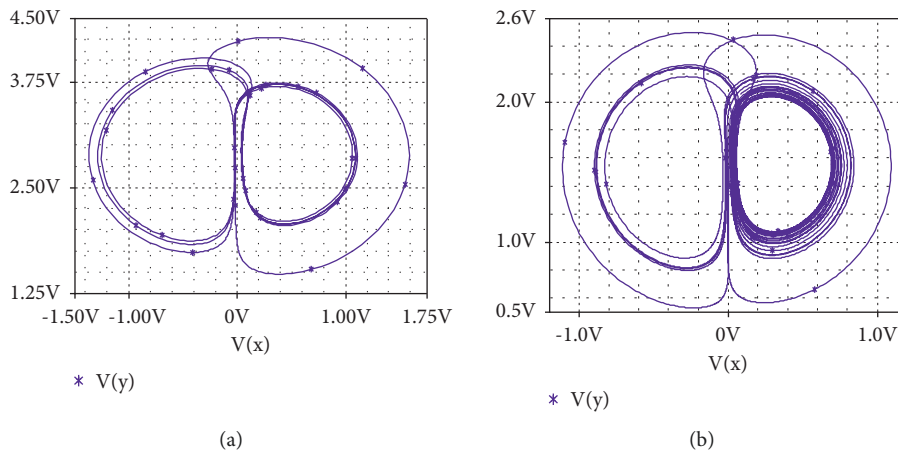 4.50V
3.75V
2.50V
1.25V
-1.50V -1.00V 0V 1.00V 1.75V
V(x)
V(y)
(a)
2.6V
2.0V
1.0V
0.5V
-1.0V 0V 1.0V
V(x)
V(y)
(b)